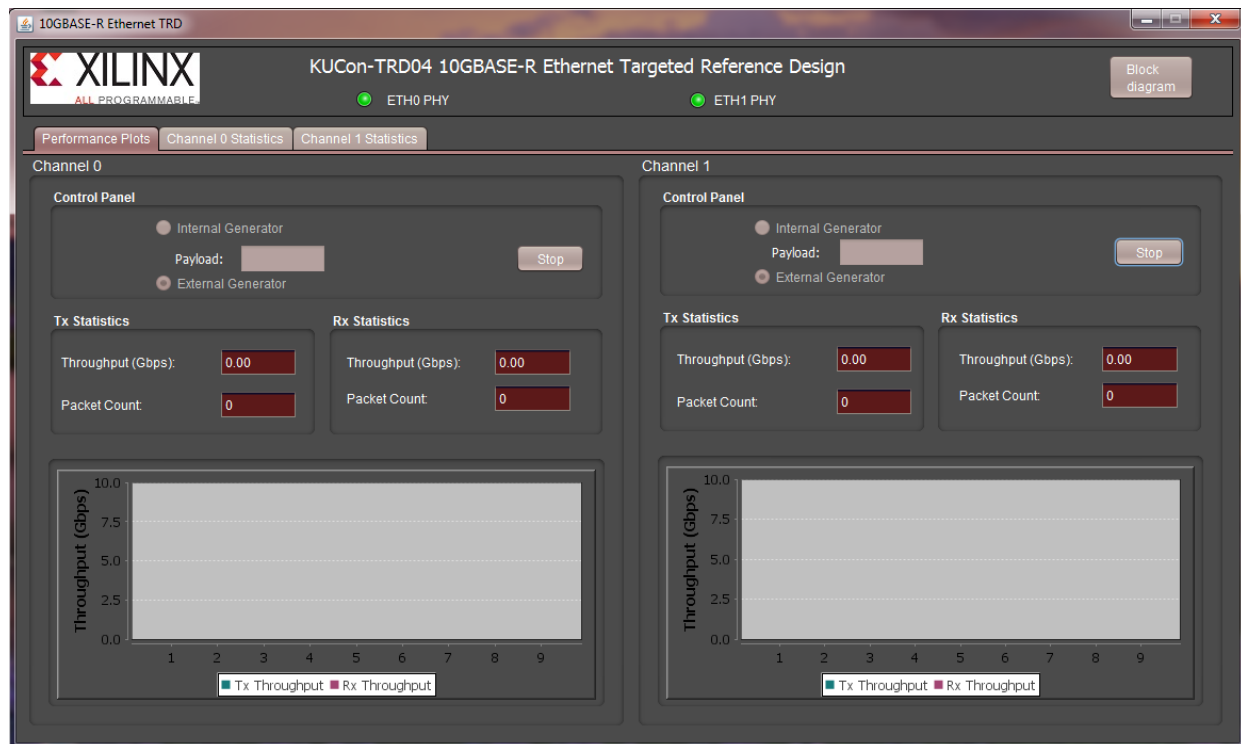 10GBASE-R Ethernet TRD
XILINX
ALL PROGRAMMABLE.
KUCon-TRD04 10GBASE-R Ethernet Targeted Reference Design
ETH0 PHY
ETH1 PHY
Block
diagram
Performance Plots
Channel 0 Statistics
Channel 1 Statistics
Channel 0
Control Panel
Internal Generator
Payload:
Stop
External Generator
Tx Statistics
Throughput (Gbps):
0.00
Packet Count:
0
Rx Statistics
Throughput (Gbps):
0.00
Packet Count:
0
Throughput (Gbps)
10.0
7.5
5.0
2.5
0.0
1 2 3 4 5 6 7 8 9
Tx Throughput Rx Throughput
Channel 1
Control Panel
Internal Generator
Payload:
Stop
External Generator
Tx Statistics
Throughput (Gbps):
0.00
Packet Count:
0
Rx Statistics
Throughput (Gbps):
0.00
Packet Count:
0
Throughput (Gbps)
10.0
7.5
5.0
2.5
0.0
1 2 3 4 5 6 7 8 9
Tx Throughput Rx Throughput